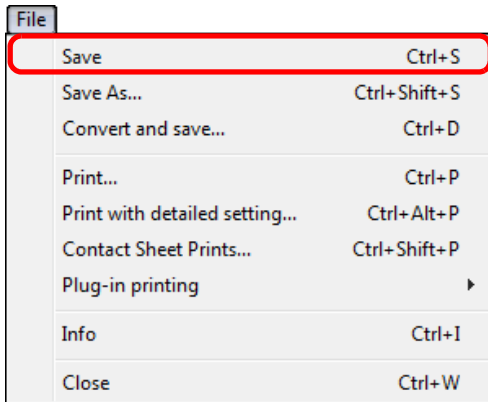 File
Save Ctrl+S
Save As... Ctrl+Shift+S
Convert and save... Ctrl+D
Print... Ctrl+P
Print with detailed setting... Ctrl+Alt+P
Contact Sheet Prints... Ctrl+Shift+P
Plug-in printing
Info Ctrl+I
Close Ctrl+W